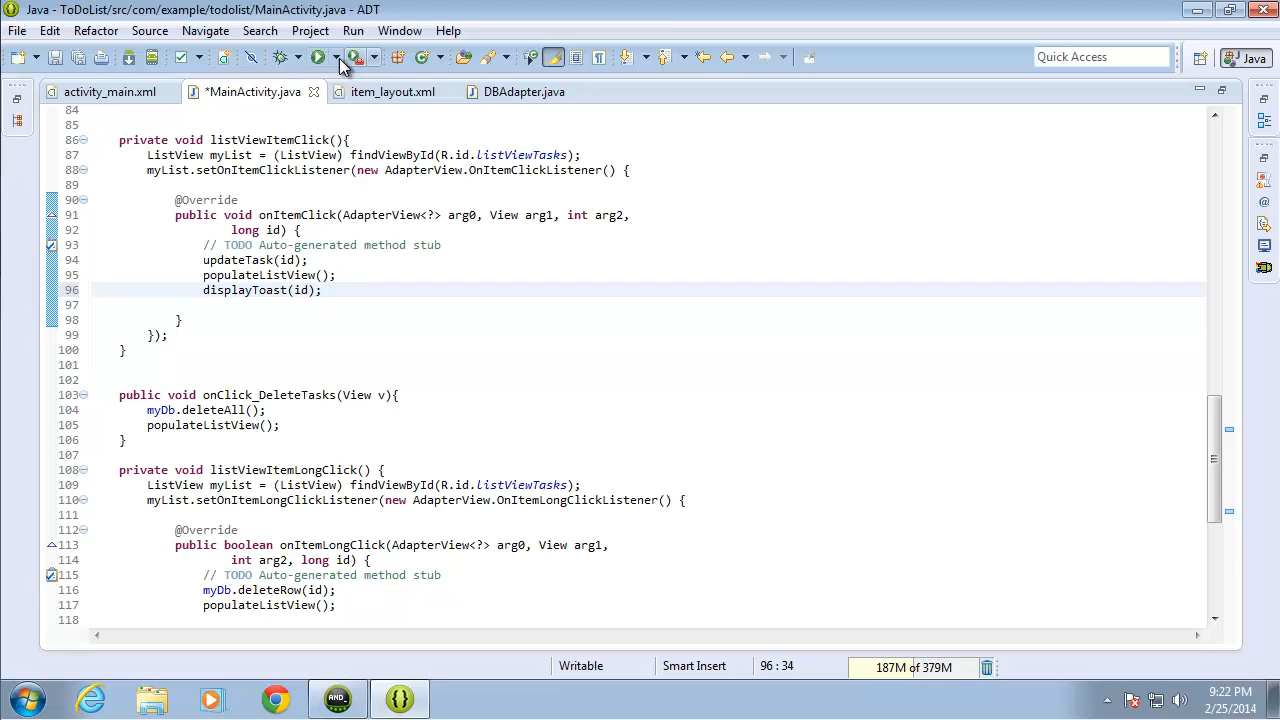 Java - ToDoList/src/com/example/todolist/MainActivity.java - ADT
File Edit Refactor Source Navigate Search Project Run Window Help
Quick Access
Java
activity_main.xml
*MainActivity.java
item_layout.xml
DBAdapter.java
84
85
86 private void listViewItemClick(){
87 ListView myList = (ListView) findViewById(R.id.listViewTasks);
88 myList.setOnItemClickListener(new AdapterView.OnItemClickListener() {
89
90 @Override
91 public void onItemClick(AdapterView<?> arg0, View arg1, int arg2,
92 long id) {
93 // TODO Auto-generated method stub
94 updateTask(id);
95 populateListView();
96 displayToast(id);
97
98 }
99 });
100 }
101
102
103 public void onClick_DeleteTasks(View v){
104 myDb.deleteAll();
105 populateListView();
106 }
107
108 private void listViewItemLongClick() {
109 ListView myList = (ListView) findViewById(R.id.listViewTasks);
110 myList.setOnItemLongClickListener(new AdapterView.OnItemLongClickListener() {
111
112 @Override
113 public boolean onItemLongClick(AdapterView<?> arg0, View arg1,
114 int arg2, long id) {
115 // TODO Auto-generated method stub
116 myDb.deleteRow(id);
117 populateListView();
118
Writable
Smart Insert
96 : 34
187M of 379M
AND_
9:22 PM
2/25/2014